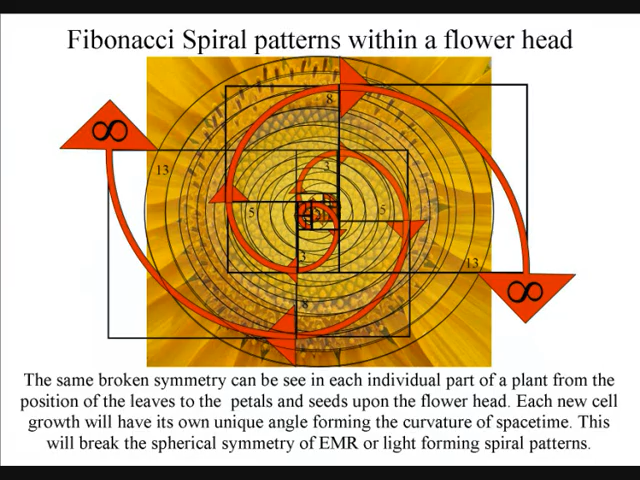 Fibonacci Spiral patterns within a flower head
∞
8
13
3
5
5
3
13
8
∞
The same broken symmetry can be see in each individual part of a plant from the
position of the leaves to the petals and seeds upon the flower head. Each new cell
growth will have its own unique angle forming the curvature of spacetime. This
will break the spherical symmetry of EMR or light forming spiral patterns.